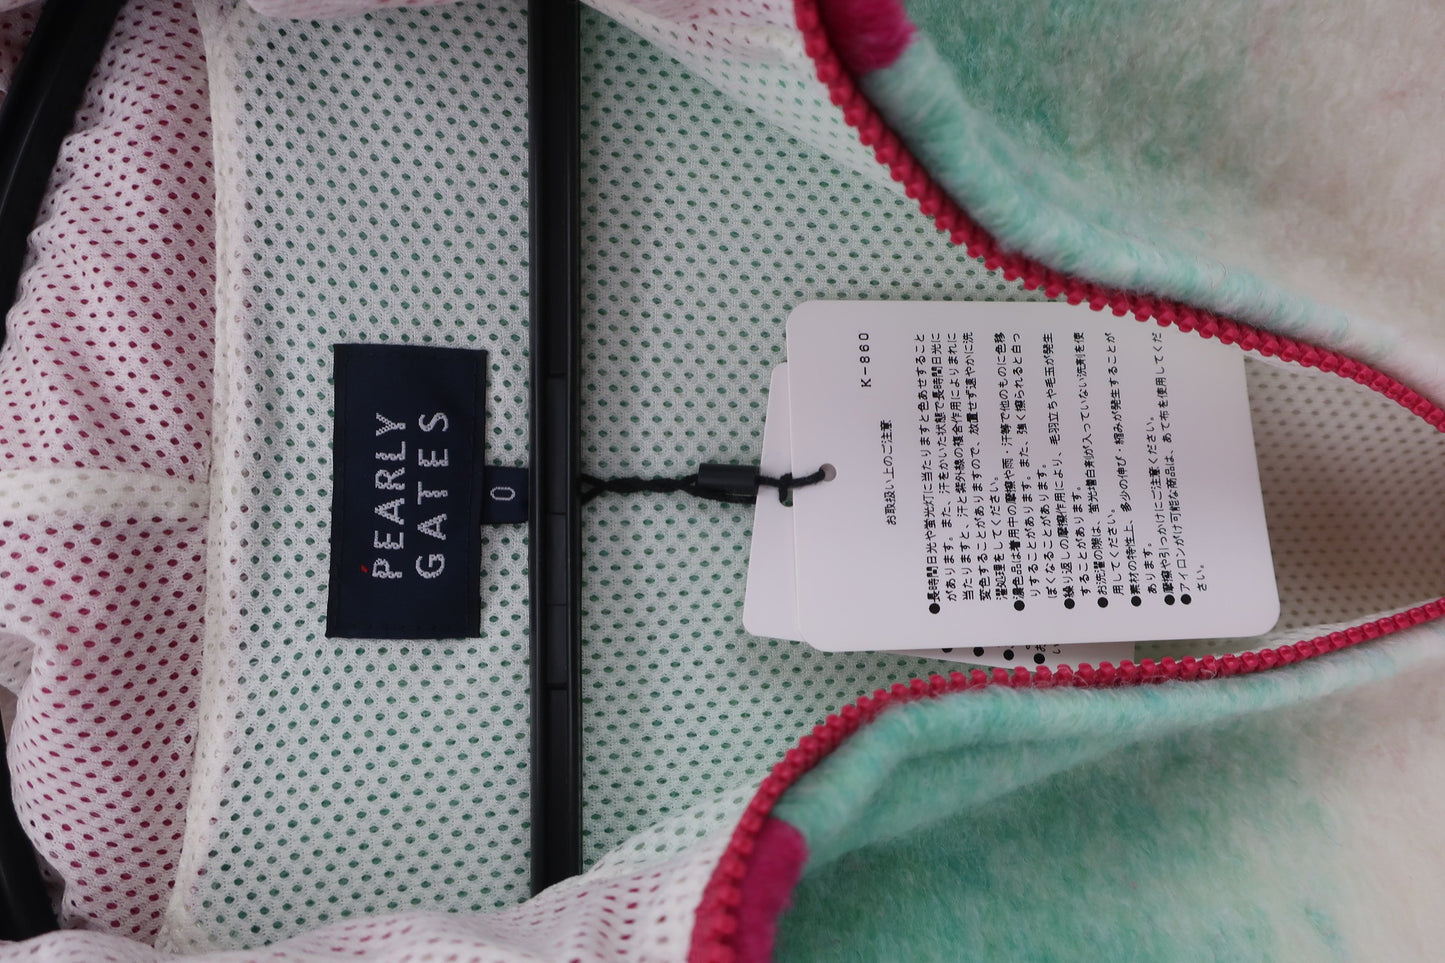 PEARLY
GATES
0
K-860
お取扱い上のご注意
●長時間日光や蛍光灯に当たりますと色あせすること
があります。また、汗をかいた状態で長時間日光に
当たりますと、汗と紫外線の複合作用によりまれに
変色することがありますので、放置せず速やかに洗
濯処理をしてください。
●濃色品は着用中の摩擦や雨・汗等で他のものに色移
りすることがあります。また、強く擦られると白っ
ぽくなることがあります。
●繰り返しの摩擦作用により、毛羽立ちや毛玉が発生
することがあります。
●お洗濯の際は、蛍光増白剤が入っていない洗剤を使
用してください。
●素材の特性上、多少の伸び・縮みが発生することが
あります。
●摩擦や引っかけにご注意ください。
●アイロンがけ可能な商品は、あて布を使用してくだ
さい。